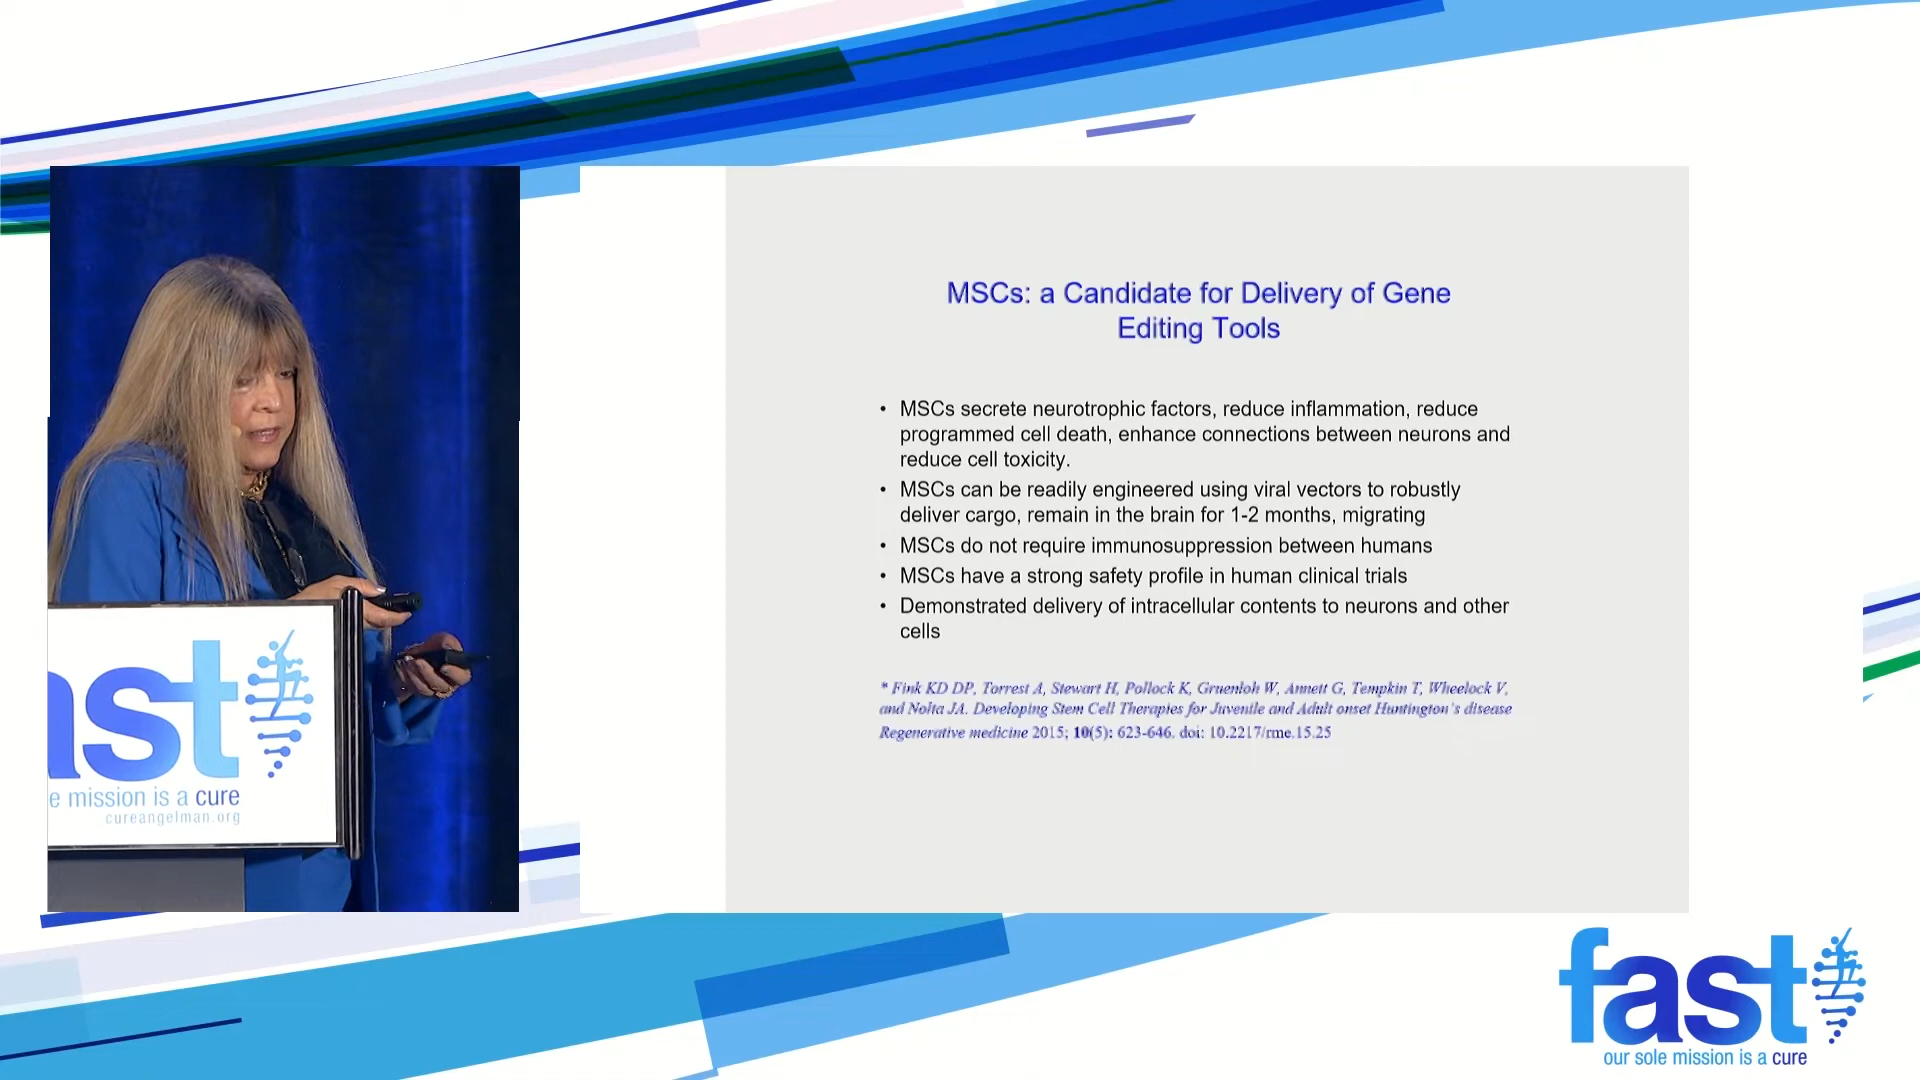 MSCs: a Candidate for Delivery of Gene
Editing Tools
• MSCs secrete neurotrophic factors, reduce inflammation, reduce
programmed cell death, enhance connections between neurons and
reduce cell toxicity.
• MSCs can be readily engineered using viral vectors to robustly
deliver cargo, remain in the brain for 1-2 months, migrating
• MSCs do not require immunosuppression between humans
• MSCs have a strong safety profile in human clinical trials
• Demonstrated delivery of intracellular contents to neurons and other
cells
* Fink KD DP, Torrest A, Stewart H, Pollock K, Gruenloh W, Annett G, Tempkin T, Wheelock V,
and Nolta JA. Developing Stem Cell Therapies for Juvenile and Adult onset Huntington's disease
Regenerative medicine 2015; 10(5): 623-646. doi: 10.2217/rme.15.25
ast
e mission is a cure
cureangelman.org
fast
our sole mission is a cure